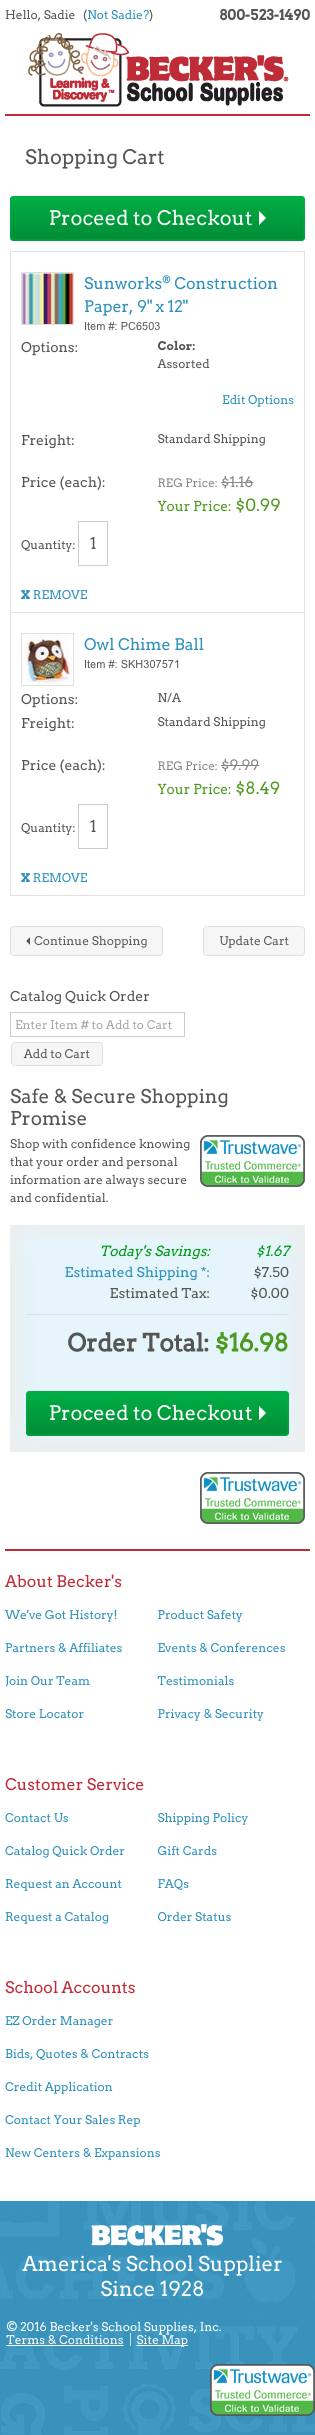 Hello, Sadie (Not Sadie?) 800-523-1490
Learning & Discovery™ BECKER'S®
School Supplies
Shopping Cart
Proceed to Checkout
Sunworks® Construction
Paper, 9" x 12"
Item #: PC6503
Options: Color:
Assorted
Edit Options
Freight: Standard Shipping
Price (each): REG Price: $1.16
Your Price: $0.99
Quantity: 1
X REMOVE
Owl Chime Ball
Item #: SKH307571
Options: N/A
Freight: Standard Shipping
Price (each): REG Price: $9.99
Your Price: $8.49
Quantity: 1
X REMOVE
Continue Shopping Update Cart
Catalog Quick Order
Enter Item # to Add to Cart
Add to Cart
Safe & Secure Shopping
Promise
Shop with confidence knowing
that your order and personal
information are always secure
and confidential.
Trustwave®
Trusted Commerce®
Click to Validate
Today's Savings: $1.67
Estimated Shipping *: $7.50
Estimated Tax: $0.00
Order Total: $16.98
Proceed to Checkout
Trustwave®
Trusted Commerce®
Click to Validate
About Becker's
We've Got History! Product Safety
Partners & Affiliates Events & Conferences
Join Our Team Testimonials
Store Locator Privacy & Security
Customer Service
Contact Us Shipping Policy
Catalog Quick Order Gift Cards
Request an Account FAQs
Request a Catalog Order Status
School Accounts
EZ Order Manager
Bids, Quotes & Contracts
Credit Application
Contact Your Sales Rep
New Centers & Expansions
BECKER'S
America's School Supplier
Since 1928
© 2016 Becker's School Supplies, Inc.
Terms & Conditions | Site Map
Trustwave®
Trusted Commerce®
Click to Validate